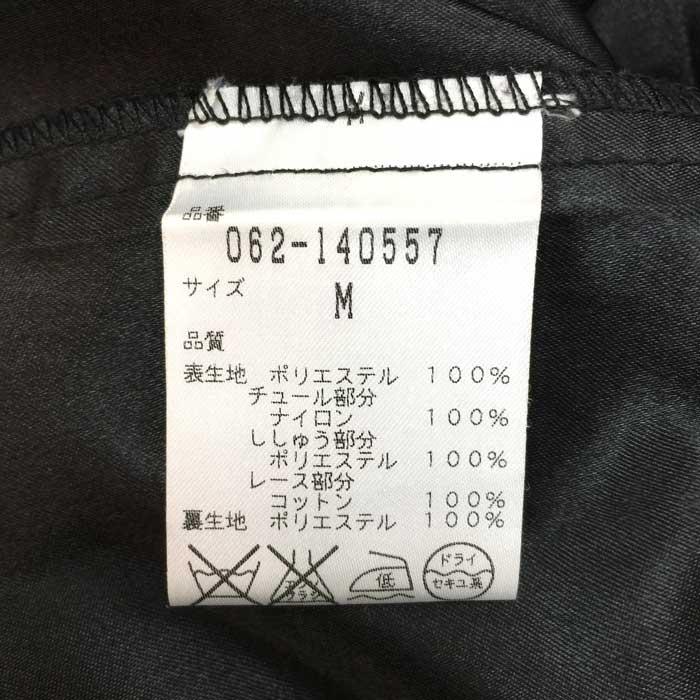 M
品番
062-140557
サイズ
M
品質
表生地 ポリエステル 100%
チュール部分
ナイロン 100%
ししゅう部分
ポリエステル 100%
レース部分
コットン 100%
裏生地 ポリエステル 100%
低
ドライ
セキユ系